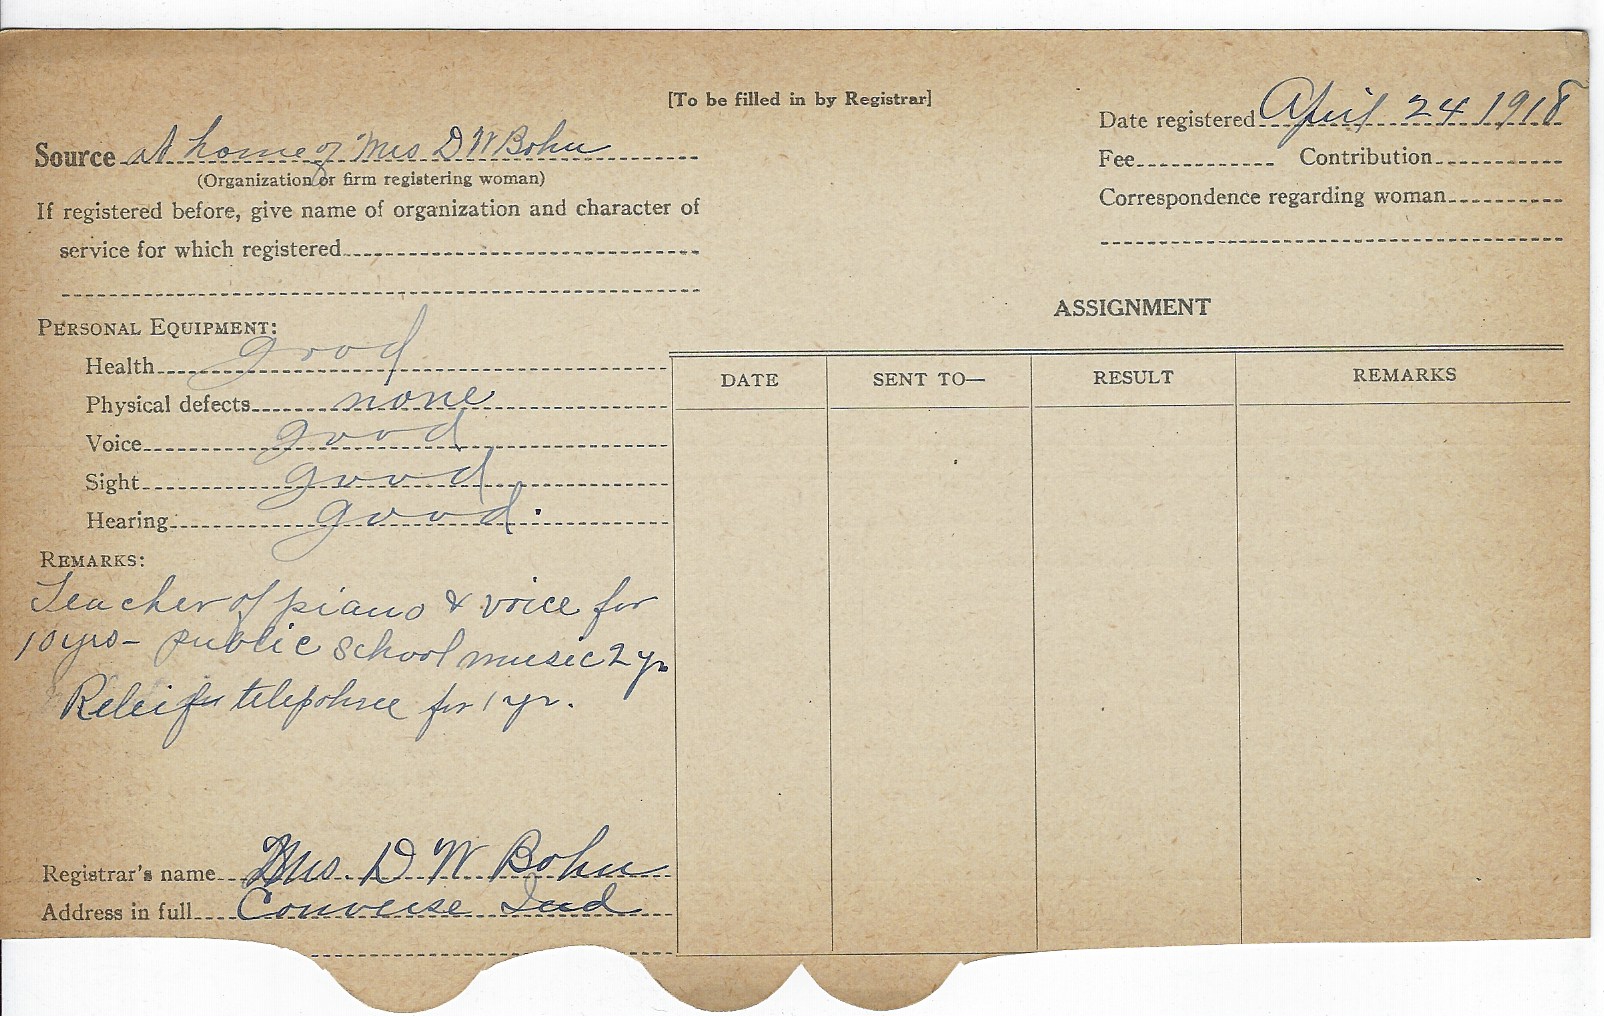 [To be filled in by Registrar]
Date registered April 24 1918
Source at home of Mrs D W Bohn
(Organization or firm registering woman)
Fee Contribution
If registered before, give name of organization and character of
Correspondence regarding woman
service for which registered
ASSIGNMENT
PERSONAL EQUIPMENT:
Health good
Physical defects none
Voice good
Sight good
Hearing good.
DATE SENT TO— RESULT REMARKS
REMARKS:
Teacher of piano & voice for
10 yrs – public school music 2 yr
telephone for 1 yr.
Registrar's name Mrs. D W Bohn
Address in full Converse Ind